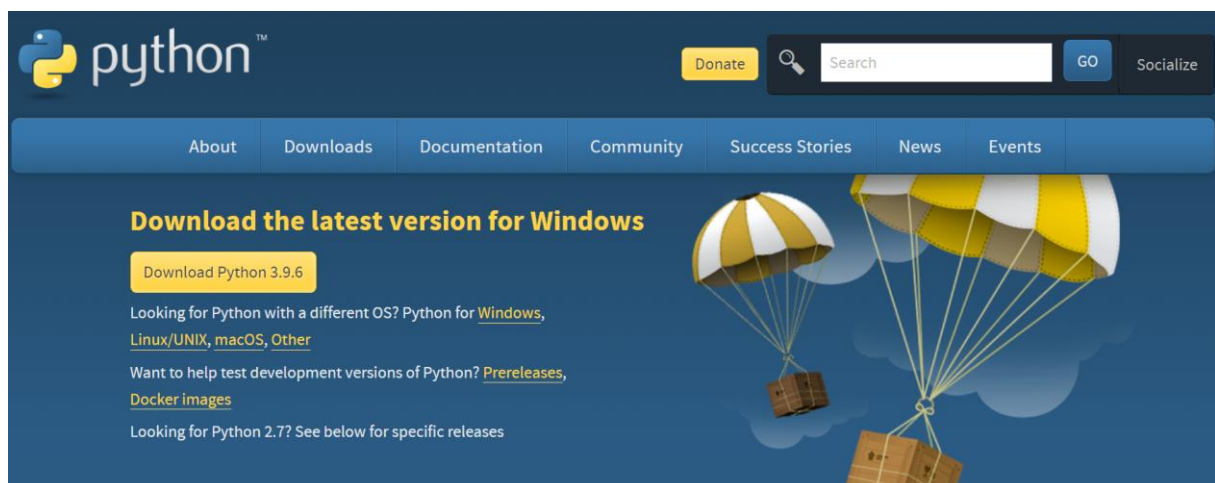 python™
Donate
Search
GO
Socialize
About
Downloads
Documentation
Community
Success Stories
News
Events
Download the latest version for Windows
Download Python 3.9.6
Looking for Python with a different OS? Python for Windows,
Linux/UNIX, macOS, Other
Want to help test development versions of Python? Prereleases,
Docker images
Looking for Python 2.7? See below for specific releases